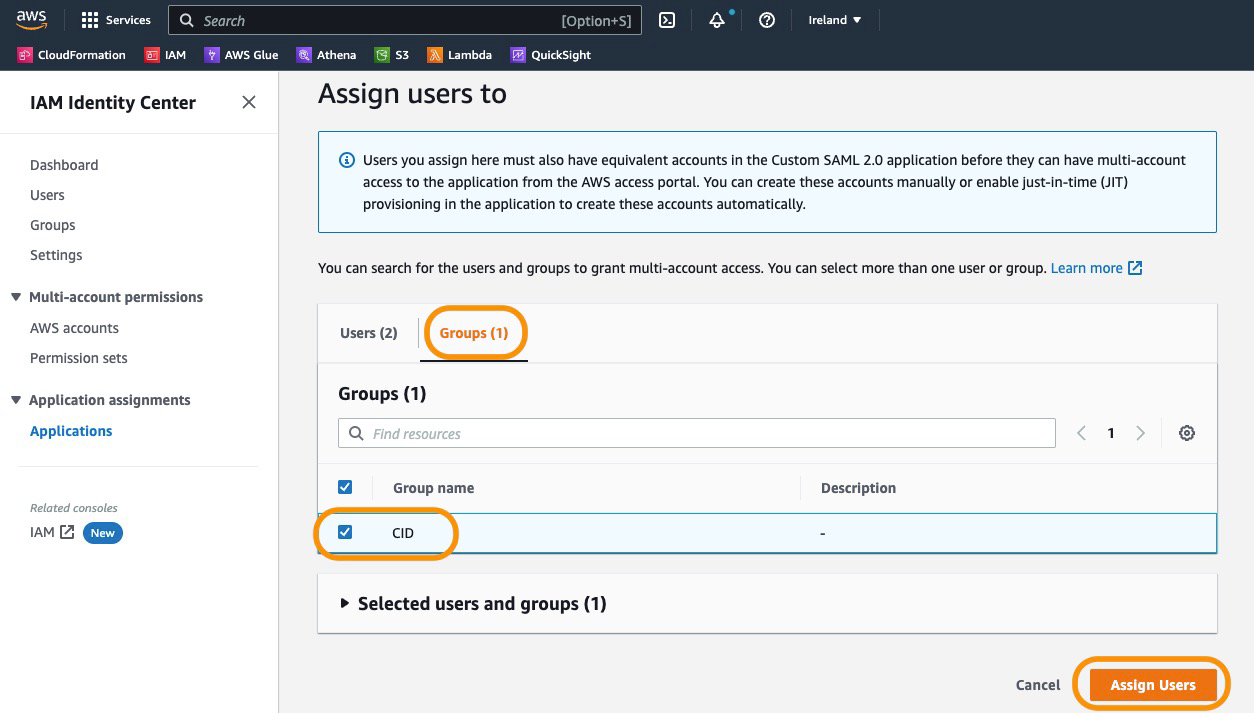 aws Services Search [Option+S] Ireland
CloudFormation IAM AWS Glue Athena S3 Lambda QuickSight
IAM Identity Center
Dashboard
Users
Groups
Settings
Multi-account permissions
AWS accounts
Permission sets
Application assignments
Applications
Related consoles
IAM New
Assign users to
Users you assign here must also have equivalent accounts in the Custom SAML 2.0 application before they can have multi-account
access to the application from the AWS access portal. You can create these accounts manually or enable just-in-time (JIT)
provisioning in the application to create these accounts automatically.
You can search for the users and groups to grant multi-account access. You can select more than one user or group. Learn more
Users (2) Groups (1)
Groups (1)
Find resources 1
Group name Description
CID -
Selected users and groups (1)
Cancel Assign Users